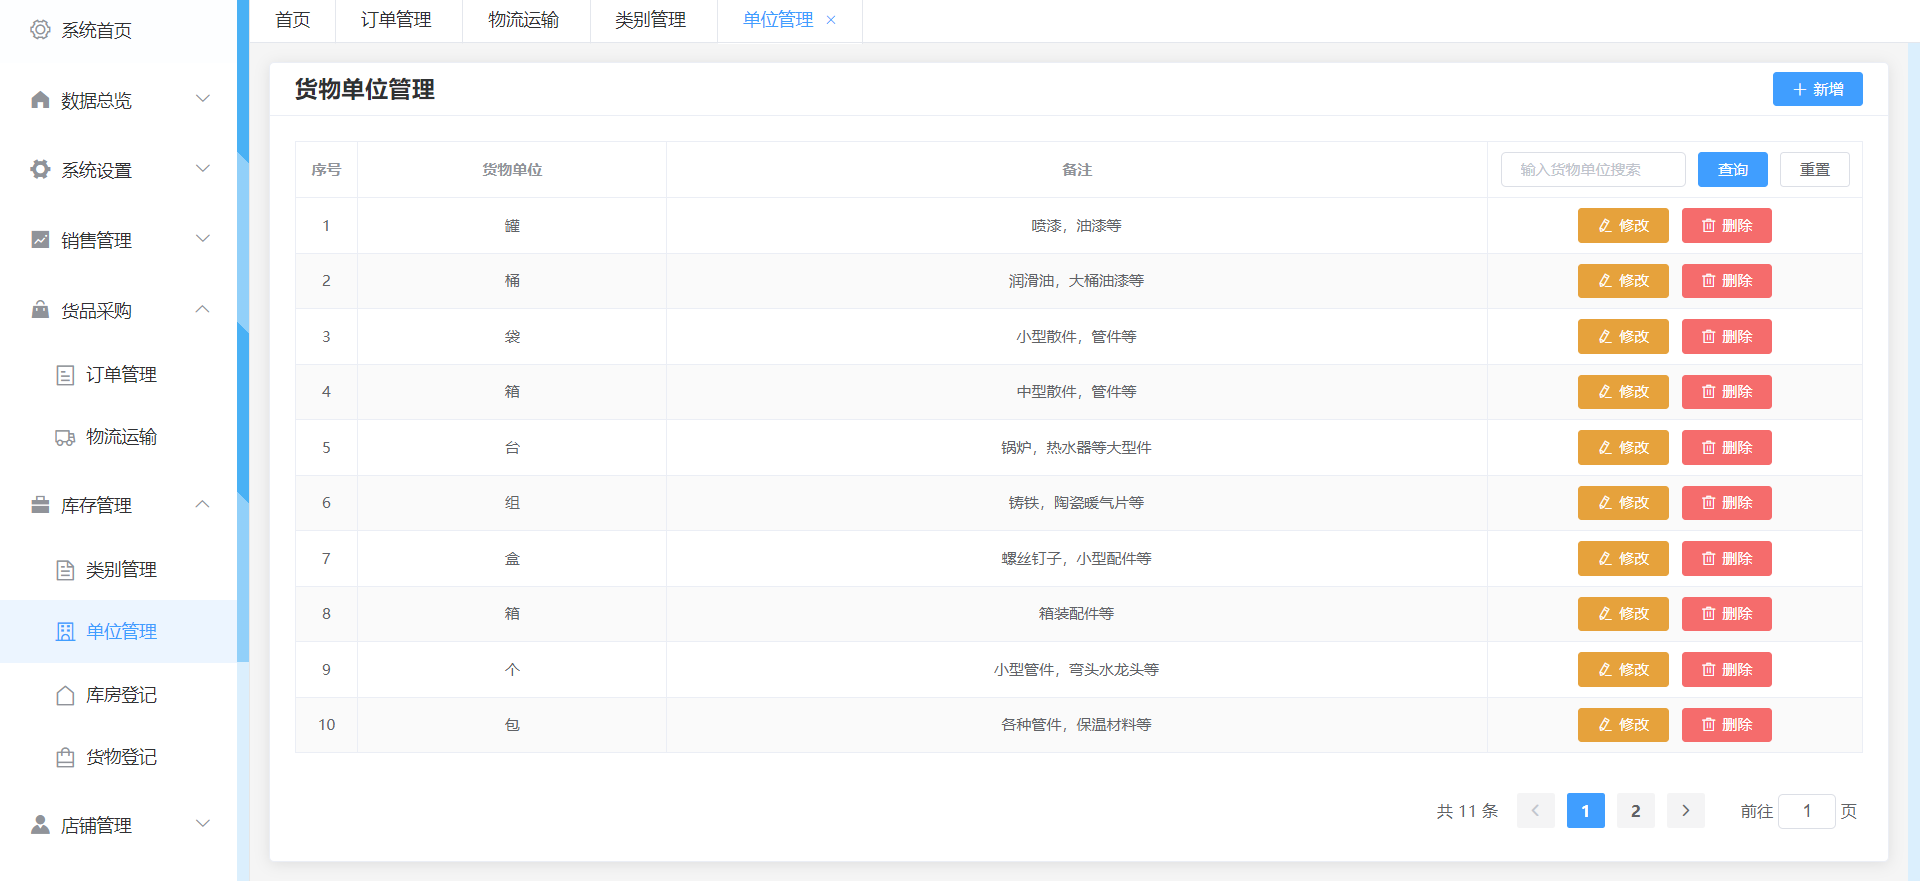 系统首页
数据总览
系统设置
销售管理
货品采购
订单管理
物流运输
库存管理
类别管理
单位管理
库房登记
货物登记
店铺管理
首页 订单管理 物流运输 类别管理 单位管理 ×
货物单位管理 + 新增
序号 货物单位 备注 输入货物单位搜索 查询 重置
1 罐 喷漆，油漆等 修改 删除
2 桶 润滑油，大桶油漆等 修改 删除
3 袋 小型散件，管件等 修改 删除
4 箱 中型散件，管件等 修改 删除
5 台 锅炉，热水器等大型件 修改 删除
6 组 铸铁，陶瓷暖气片等 修改 删除
7 盒 螺丝钉子，小型配件等 修改 删除
8 箱 箱装配件等 修改 删除
9 个 小型管件，弯头水龙头等 修改 删除
10 包 各种管件，保温材料等 修改 删除
共 11 条 1 2 前往 1 页